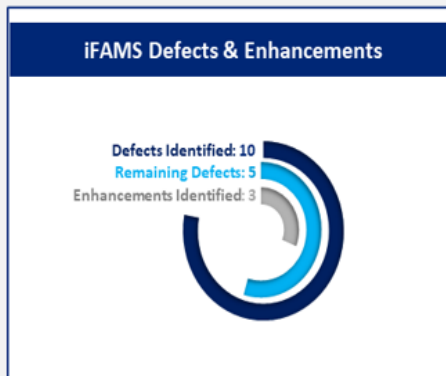 iFAMS Defects & Enhancements
Defects Identified: 10
Remaining Defects: 5
Enhancements Identified: 3